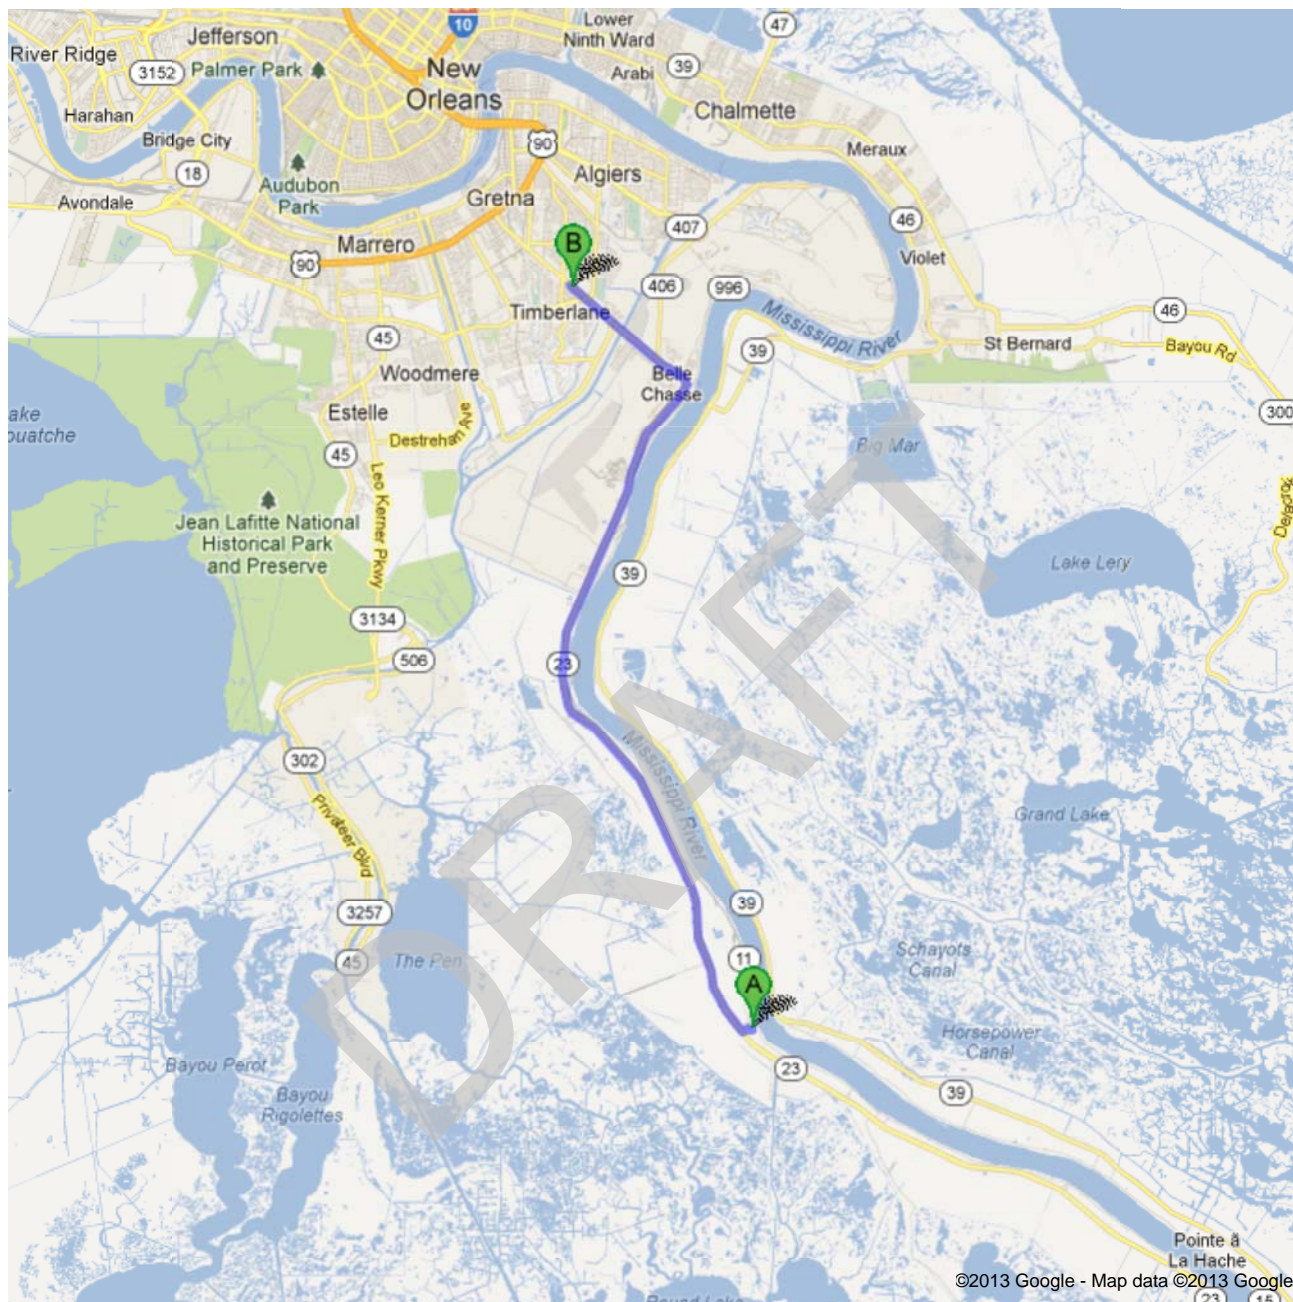 10
Lower
Ninth Ward
47
Jefferson
River Ridge
3152
Palmer Park
New
Orleans
Arabi
39
Harahan
Chalmette
Bridge City
90
Meraux
18
Algiers
Audubon
Park
Gretna
Avondale
407
46
Marrero
B
90
Violet
406
996
Timberlane
Mississippi River
46
45
39
St Bernard
Bayou Rd
Woodmere
Belle
Chasse
Estelle
300
Destrehan Ave
Big Mar
45
Leo Kerner Pkwy
Jean Lafitte National
Historical Park
and Preserve
Lake Lery
39
3134
506
23
302
Mississippi River
Privateer Blvd
Grand Lake
DRAFT
39
3257
Schayots
Canal
45
The Pen
11
A
Horsepower
Canal
Bayou Perot
23
39
Bayou
Rigolettes
Pointe à
La Hache
©2013 Google - Map data ©2013 Google
23
15